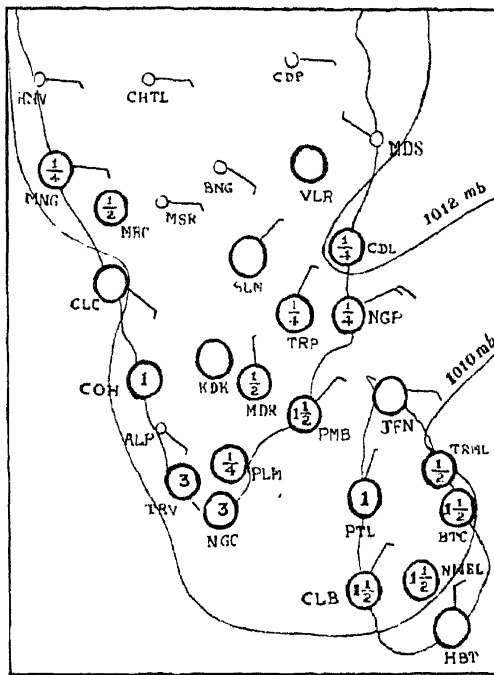 HNV
CHTL
CDP
MDS
1/4
MNG
1/2
MRC
MSR
BNG
VLR
1012 mb
1/4
CDL
SLM
CLC
1/4
TRP
1/4
NGP
1010 mb
1
COH
KDK
1/2
MDR
1 1/2
PMB
JFN
ALP
3
TRV
1/4
PLM
3
NGC
1
PTL
TRML
1/2
1 1/2
BTC
1 1/2
CLB
1 1/2
NWEL
HBT